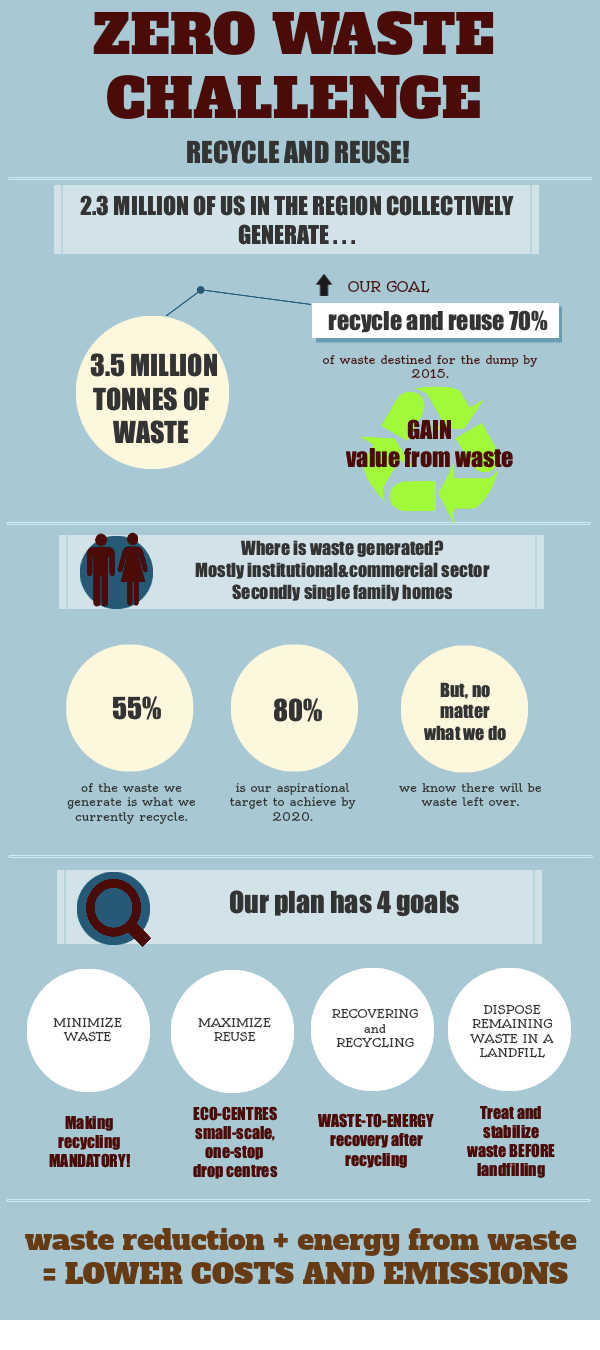 ZERO WASTE
CHALLENGE
RECYCLE AND REUSE!
2.3 MILLION OF US IN THE REGION COLLECTIVELY
GENERATE . . .
3.5 MILLION
TONNES OF
WASTE
OUR GOAL
recycle and reuse 70%
of waste destined for the dump by
2015.
GAIN
value from waste
Where is waste generated?
Mostly institutional&commercial sector
Secondly single family homes
55%
of the waste we
generate is what we
currently recycle.
80%
is our aspirational
target to achieve by
2020.
But, no
matter
what we do
we know there will be
waste left over.
Our plan has 4 goals
MINIMIZE
WASTE
Making
recycling
MANDATORY!
MAXIMIZE
REUSE
ECO-CENTRES
small-scale,
one-stop
drop centres
RECOVERING
and
RECYCLING
WASTE-TO-ENERGY
recovery after
recycling
DISPOSE
REMAINING
WASTE IN A
LANDFILL
Treat and
stabilize
waste BEFORE
landfilling
waste reduction + energy from waste
= LOWER COSTS AND EMISSIONS